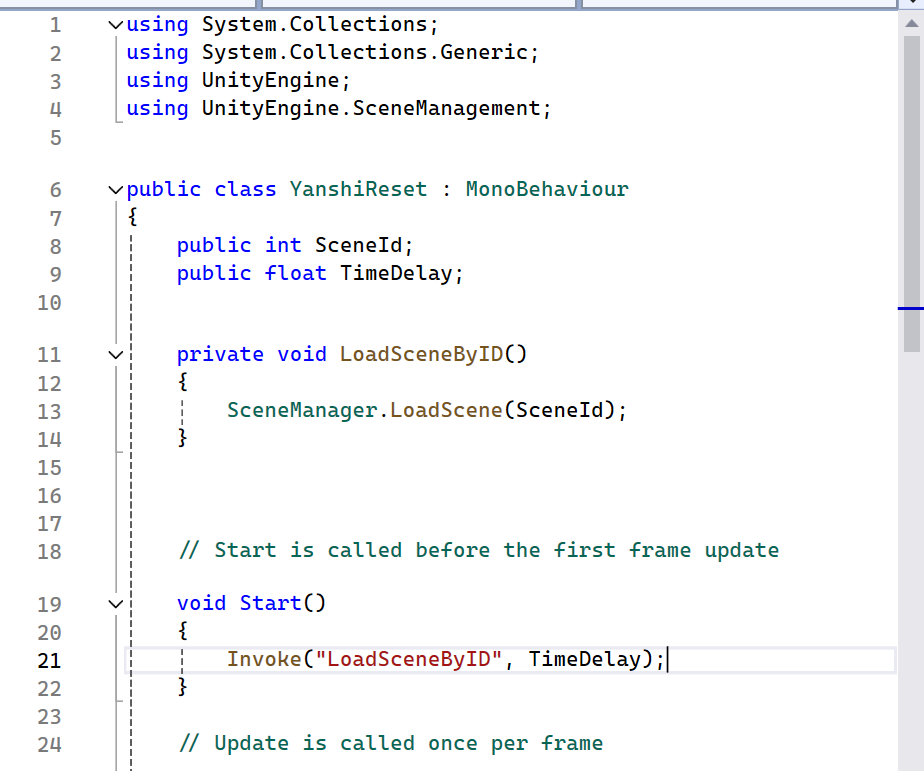 1 using System.Collections;
2 using System.Collections.Generic;
3 using UnityEngine;
4 using UnityEngine.SceneManagement;
5
6 public class YanshiReset : MonoBehaviour
7 {
8 public int SceneId;
9 public float TimeDelay;
10
11 private void LoadSceneByID()
12 {
13 SceneManager.LoadScene(SceneId);
14 }
15
16
17
18 // Start is called before the first frame update
19 void Start()
20 {
21 Invoke("LoadSceneByID", TimeDelay);
22 }
23
24 // Update is called once per frame